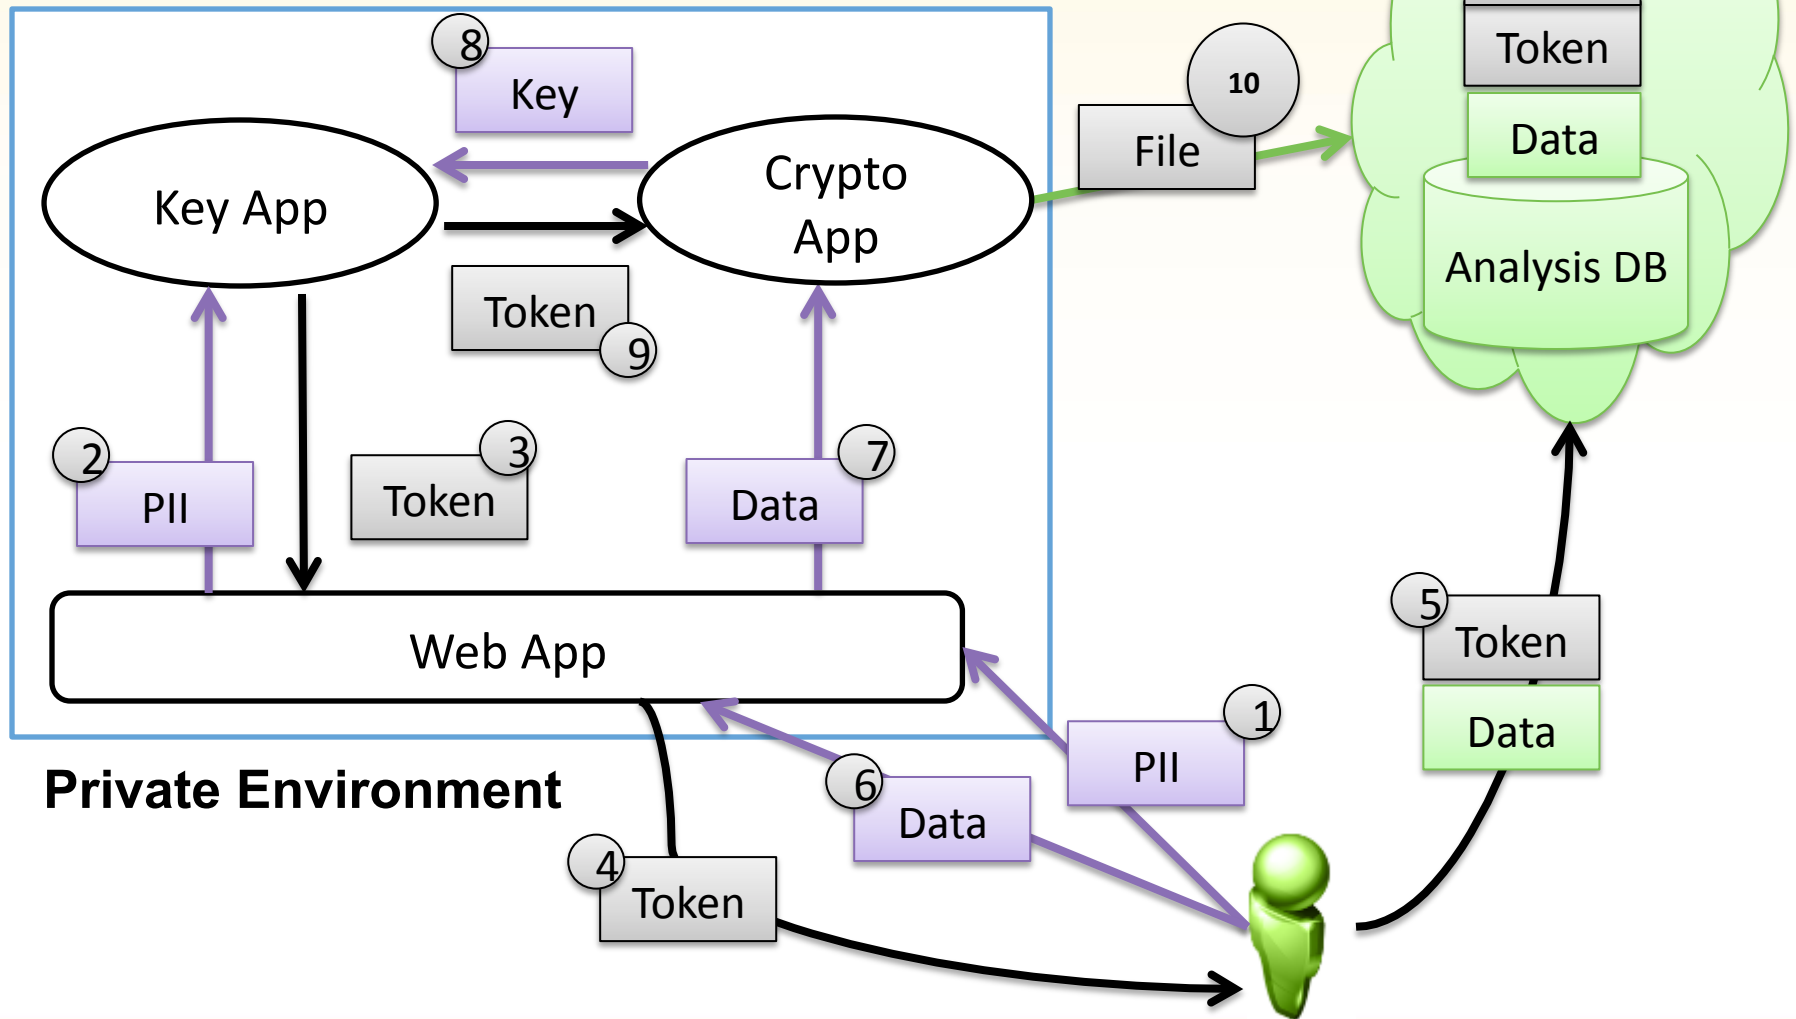 8
Key
10
Token
File
Data
Key App
Crypto
App
Analysis DB
Token
9
2
PII
3
Token
7
Data
5
Token
Data
Web App
1
PII
Private Environment
6
Data
4
Token